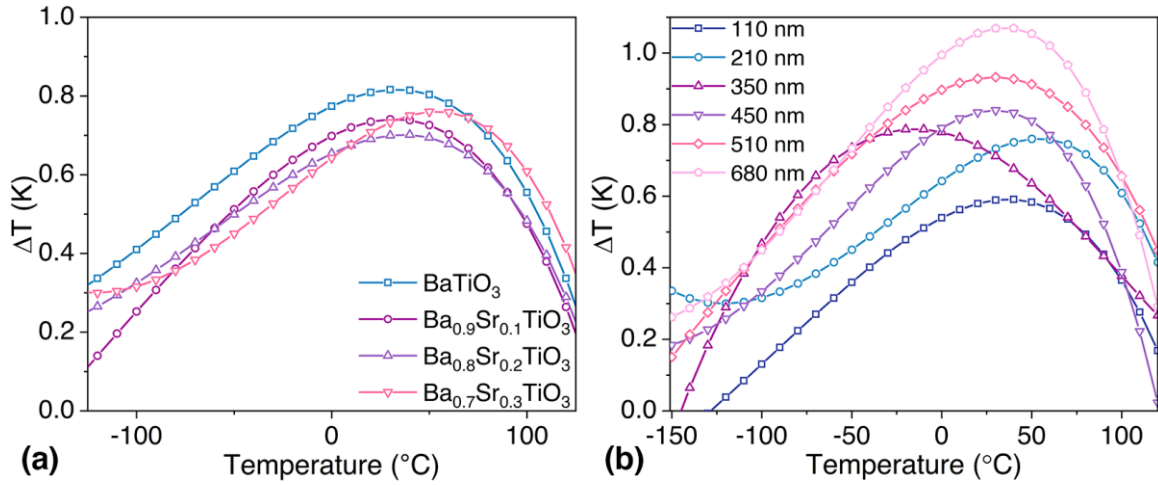 1.0
0.8
0.6
0.4
0.2
0.0
ΔT (K)
BaTiO₃
Ba₀.₉Sr₀.₁TiO₃
Ba₀.₈Sr₀.₂TiO₃
Ba₀.₇Sr₀.₃TiO₃
-100
0
100
(a)
Temperature (°C)
1.0
0.8
0.6
0.4
0.2
0.0
ΔT (K)
110 nm
210 nm
350 nm
450 nm
510 nm
680 nm
-150
-100
-50
0
50
100
(b)
Temperature (°C)